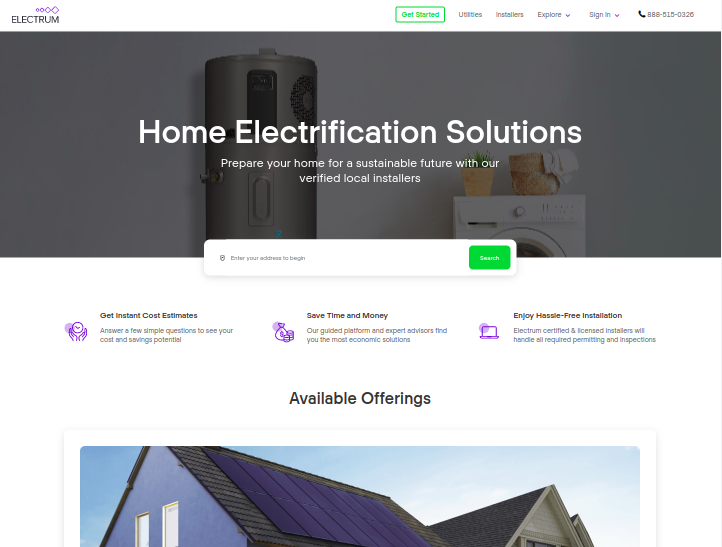 ELECTRUM
Get Started
Utilities
Installers
Explore
Sign In
888-515-0326
Home Electrification Solutions
Prepare your home for a sustainable future with our
verified local installers
Enter your address to begin
Search
Get Instant Cost Estimates
Answer a few simple questions to see your
cost and savings potential
Save Time and Money
Our guided platform and expert advisors find
you the most economic solutions
Enjoy Hassle-Free Installation
Electrum certified & licensed installers will
handle all required permitting and inspections
Available Offerings